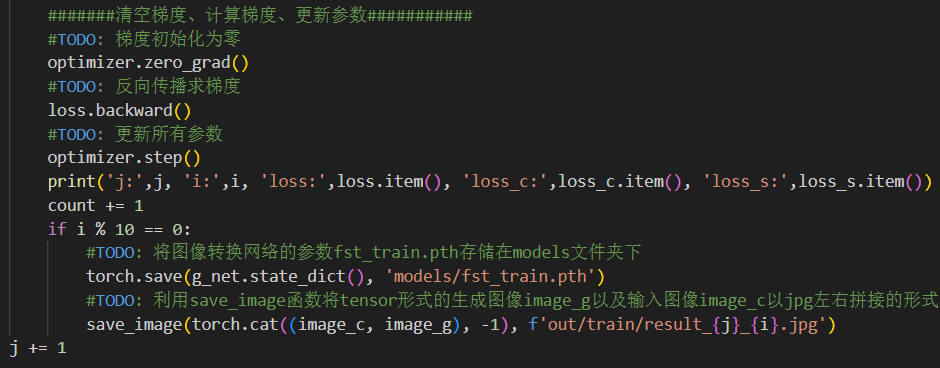 #######清空梯度、计算梯度、更新参数###########
#TODO: 梯度初始化为零
optimizer.zero_grad()
#TODO: 反向传播求梯度
loss.backward()
#TODO: 更新所有参数
optimizer.step()
print('j:',j, 'i:',i, 'loss:',loss.item(), 'loss_c:',loss_c.item(), 'loss_s:',loss_s.item())
count += 1
if i % 10 == 0:
#TODO: 将图像转换网络的参数fst_train.pth存储在models文件夹下
torch.save(g_net.state_dict(), 'models/fst_train.pth')
#TODO: 利用save_image函数将tensor形式的生成图像image_g以及输入图像image_c以jpg左右拼接的形式
save_image(torch.cat((image_c, image_g), -1), f'out/train/result_{j}_{i}.jpg')
j += 1